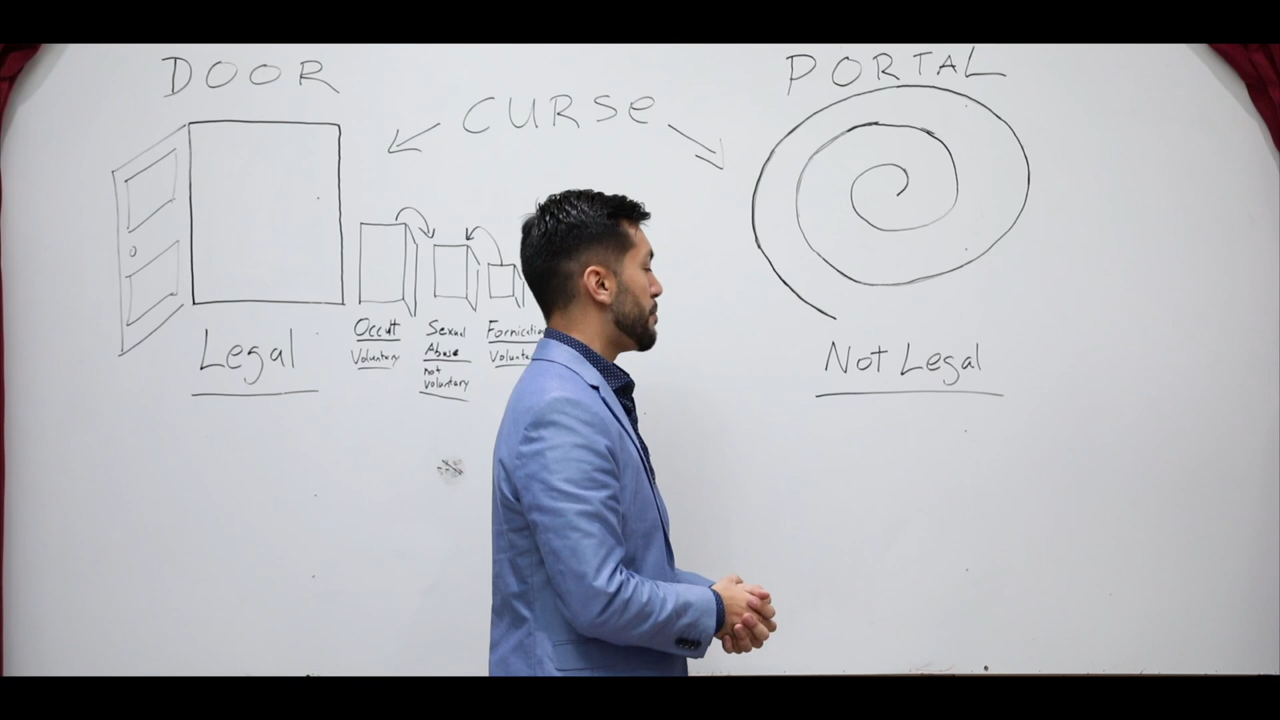 DOOR
CURSE
PORTAL
Legal
Occult
Voluntary
Sexual
Abuse
not
Voluntary
Not Legal